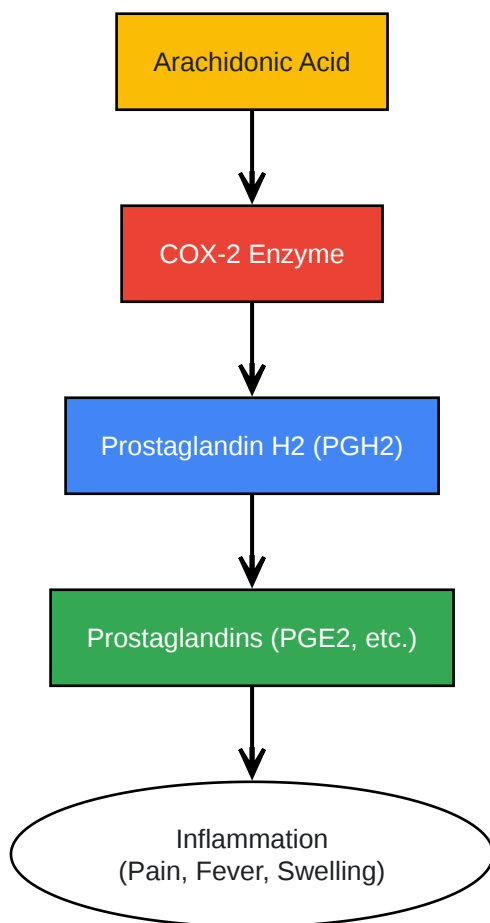 Arachidonic Acid
COX-2 Enzyme
Prostaglandin H2 (PGH2)
Prostaglandins (PGE2, etc.)
Inflammation
(Pain, Fever, Swelling)